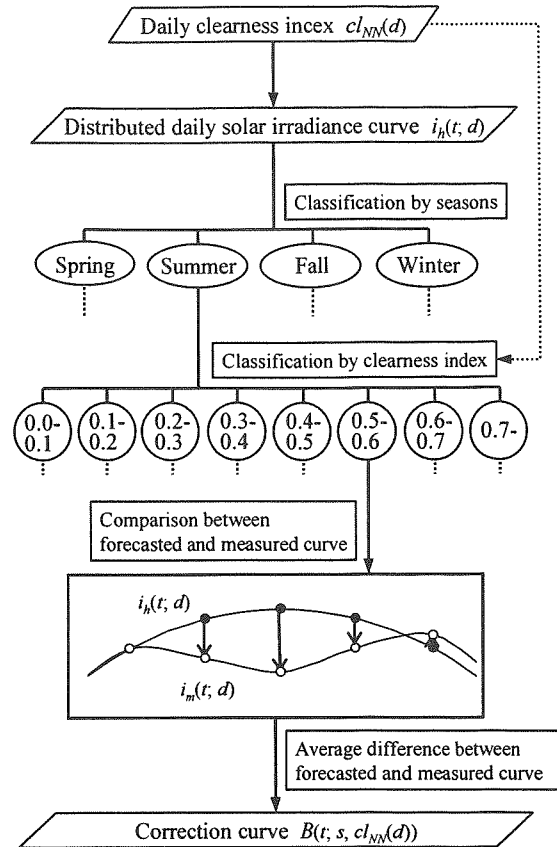 Daily clearness incex cl_NN(d)
Distributed daily solar irradiance curve i_h(t; d)
Classification by seasons
Spring Summer Fall Winter
Classification by clearness index
0.0- 0.1- 0.2- 0.3- 0.4- 0.5- 0.6- 0.7-
0.1 0.2 0.3 0.4 0.5 0.6 0.7
Comparison between
forecasted and measured curve
i_h(t; d)
i_m(t; d)
Average difference between
forecasted and measured curve
Correction curve B(t; s, cl_NN(d))